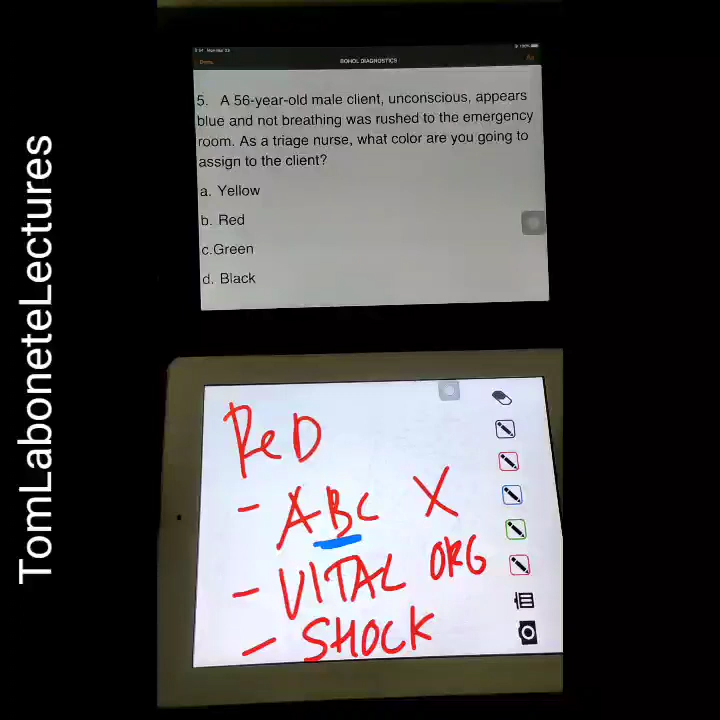 TomLaboneteLectures
BOHOL DIAGNOSTICS
5. A 56-year-old male client, unconscious, appears
blue and not breathing was rushed to the emergency
room. As a triage nurse, what color are you going to
assign to the client?
a. Yellow
b. Red
c.Green
d. Black
ReD
- ABC X
- VITAL ORG
- SHOCK